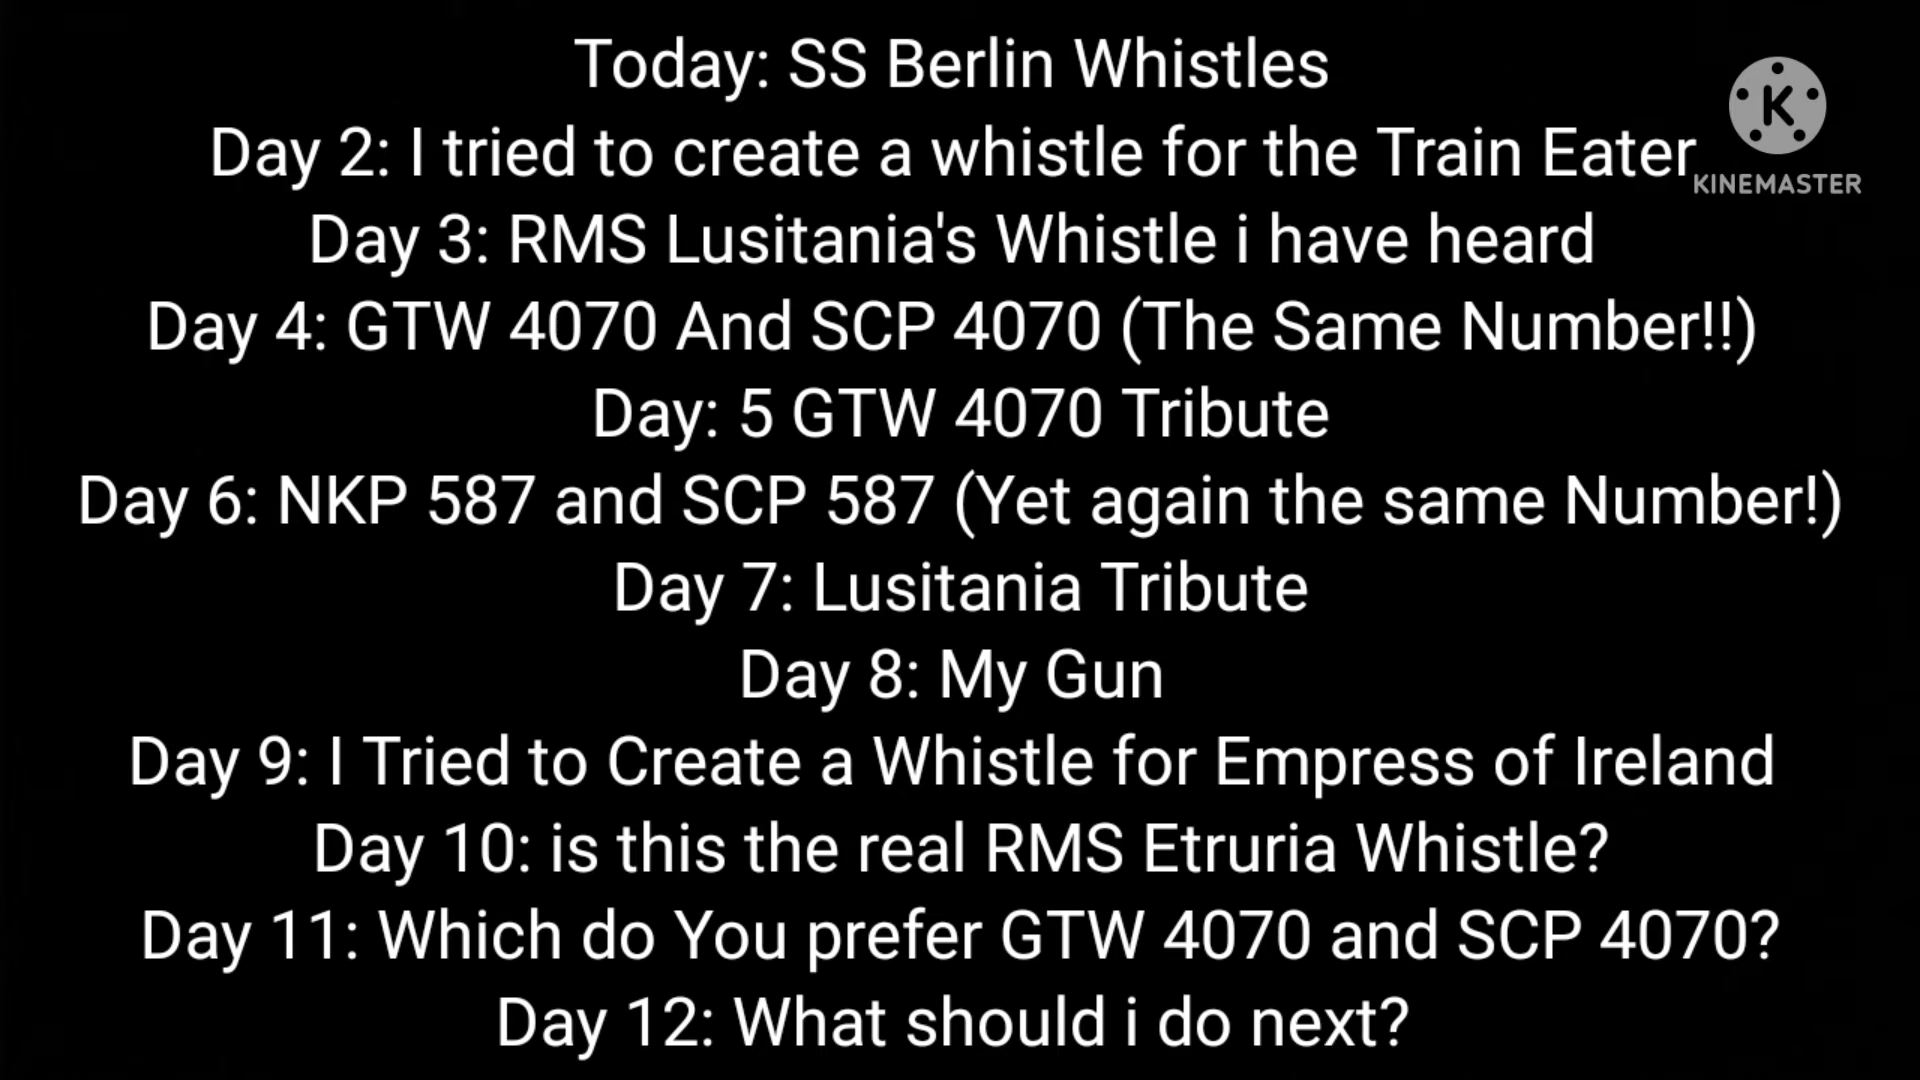 Today: SS Berlin Whistles
Day 2: I tried to create a whistle for the Train Eater
Day 3: RMS Lusitania's Whistle i have heard
Day 4: GTW 4070 And SCP 4070 (The Same Number!!)
Day: 5 GTW 4070 Tribute
Day 6: NKP 587 and SCP 587 (Yet again the same Number!)
Day 7: Lusitania Tribute
Day 8: My Gun
Day 9: I Tried to Create a Whistle for Empress of Ireland
Day 10: is this the real RMS Etruria Whistle?
Day 11: Which do You prefer GTW 4070 and SCP 4070?
Day 12: What should i do next?
K
KINEMASTER